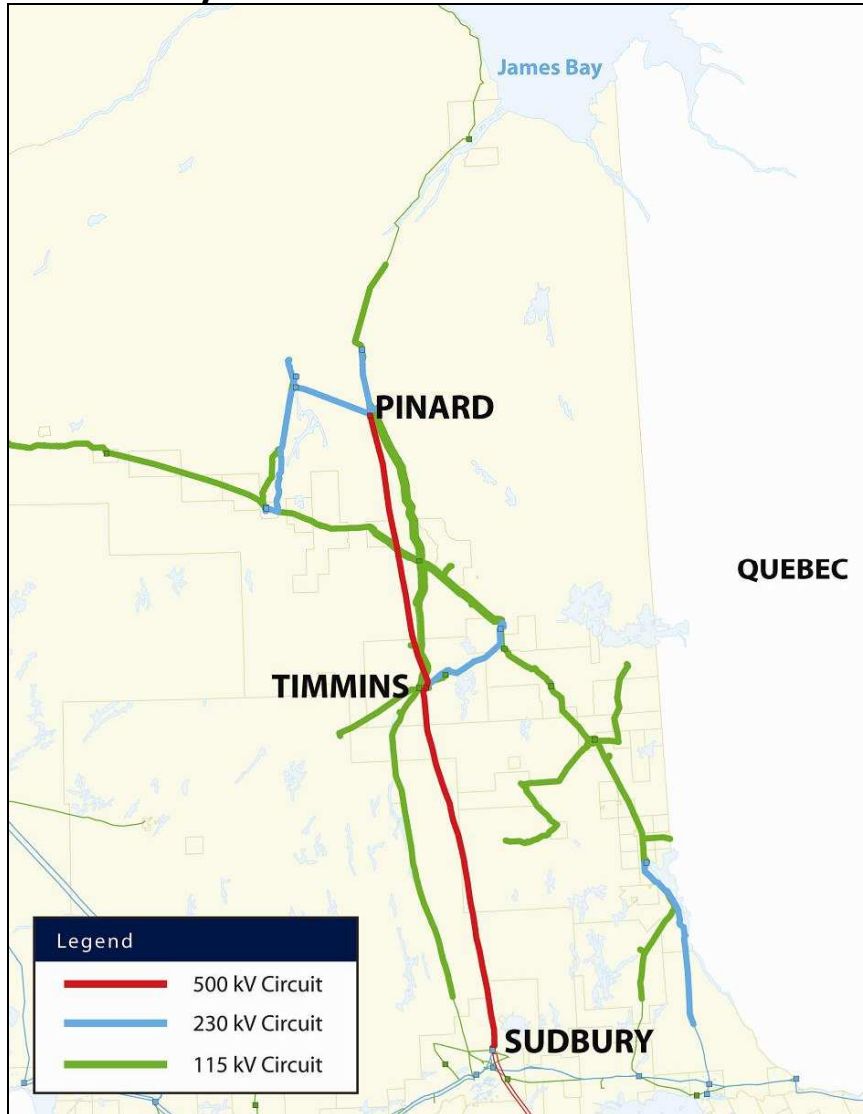 James Bay
PINARD
QUEBEC
TIMMINS
SUDBURY
Legend
500 kV Circuit
230 kV Circuit
115 kV Circuit